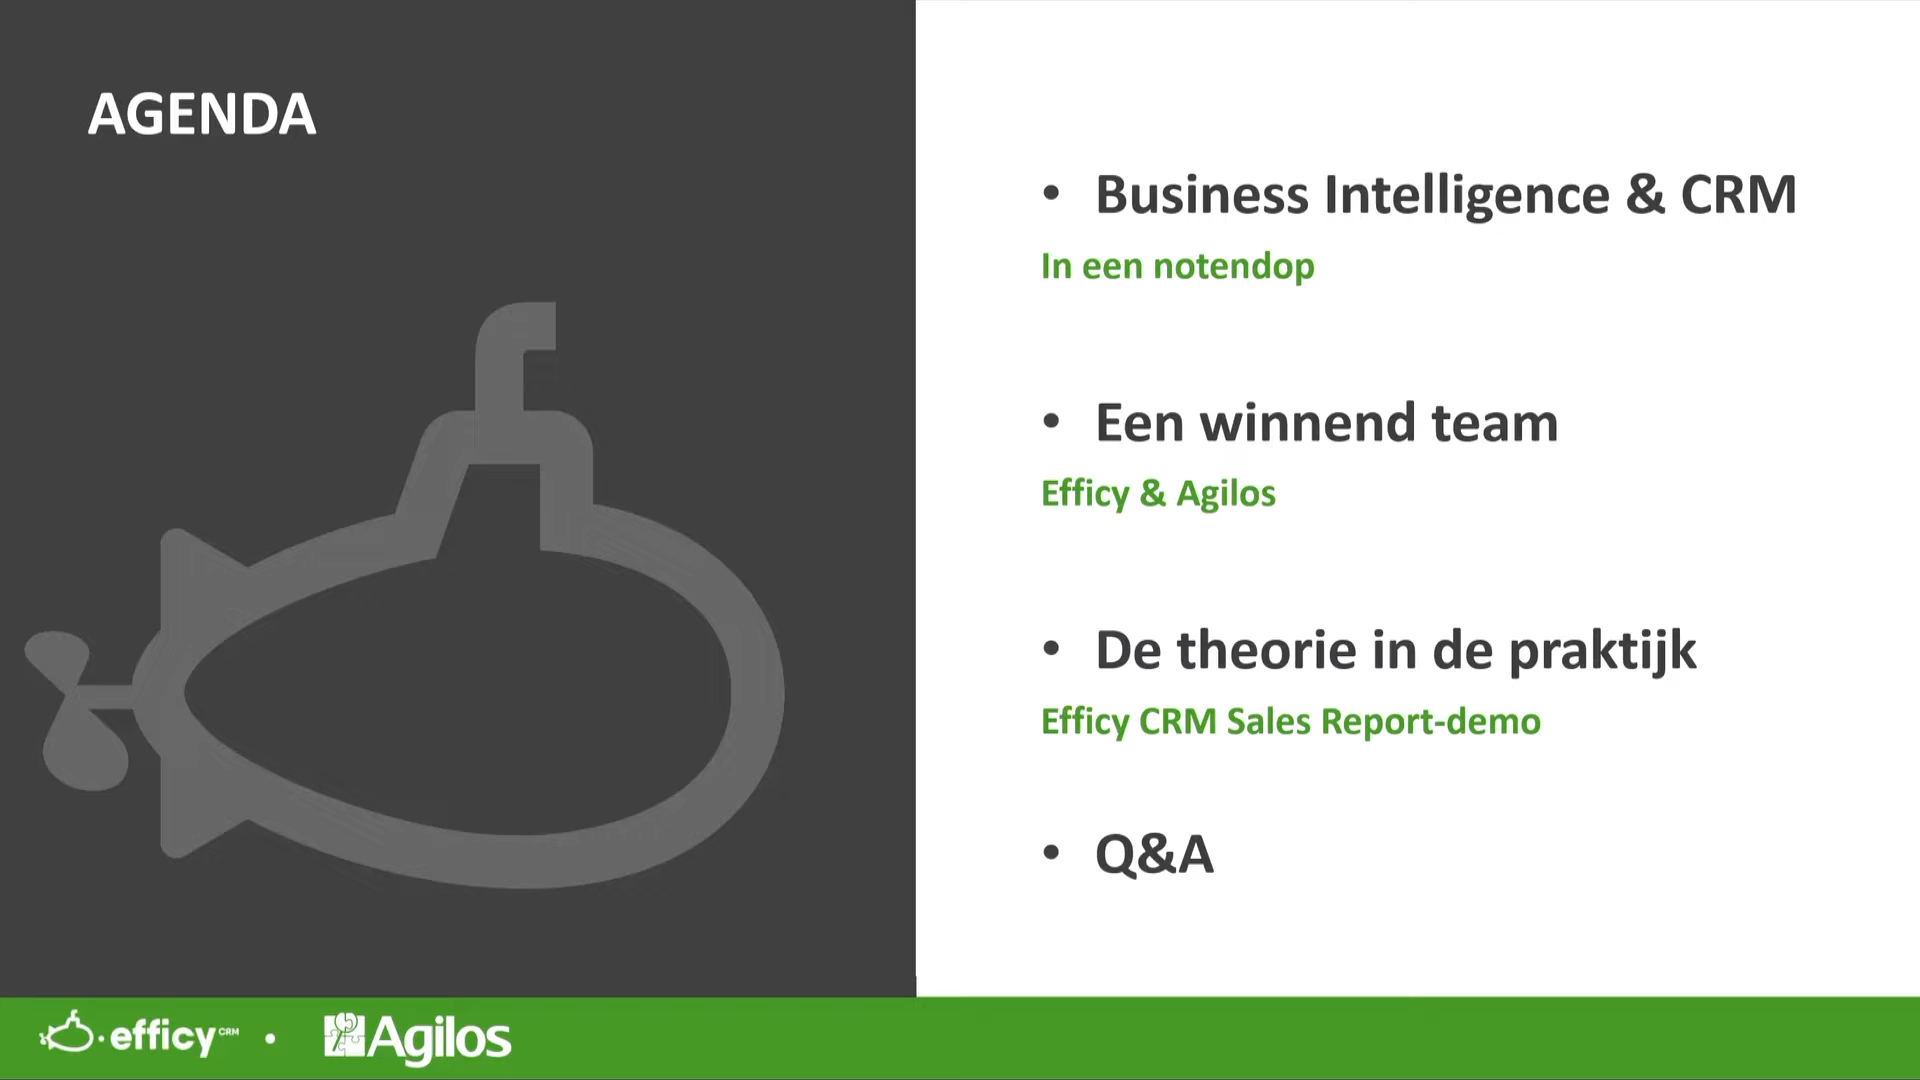 AGENDA
• Business Intelligence & CRM
In een notendop
• Een winnend team
Efficy & Agilos
• De theorie in de praktijk
Efficy CRM Sales Report-demo
• Q&A
efficy CRM • Agilos